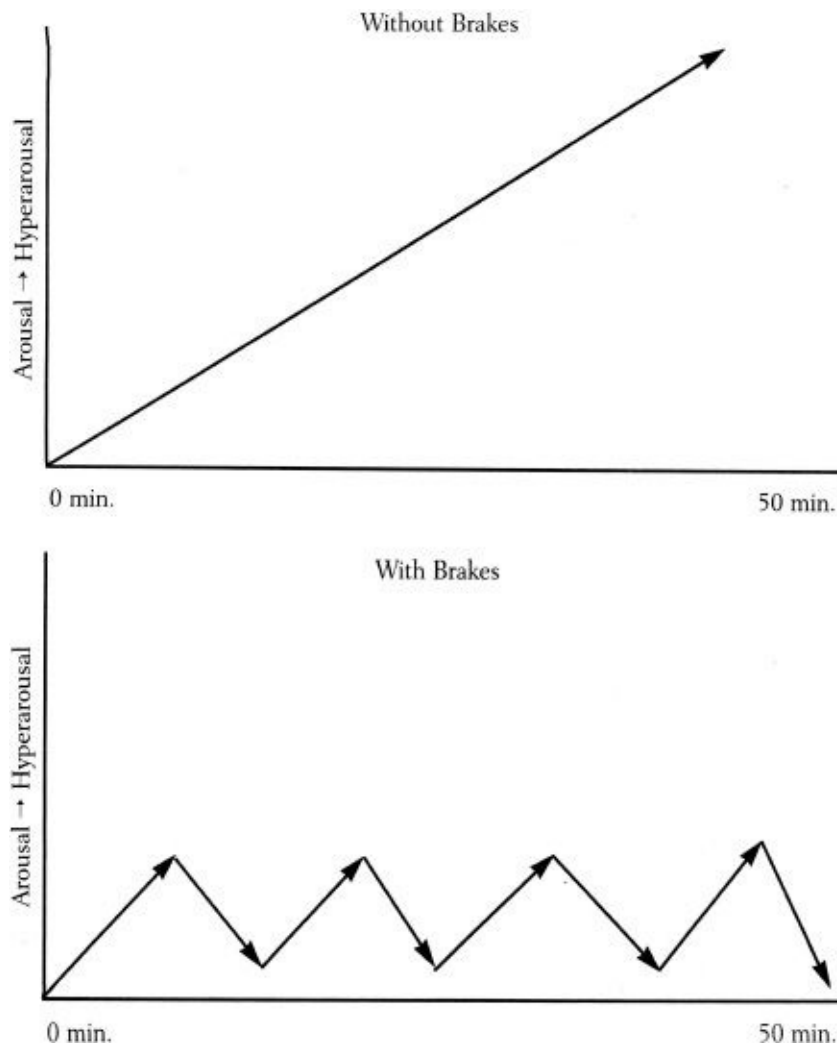 Without Brakes
Arousal → Hyperarousal
0 min.
50 min.
With Brakes
Arousal → Hyperarousal
0 min.
50 min.